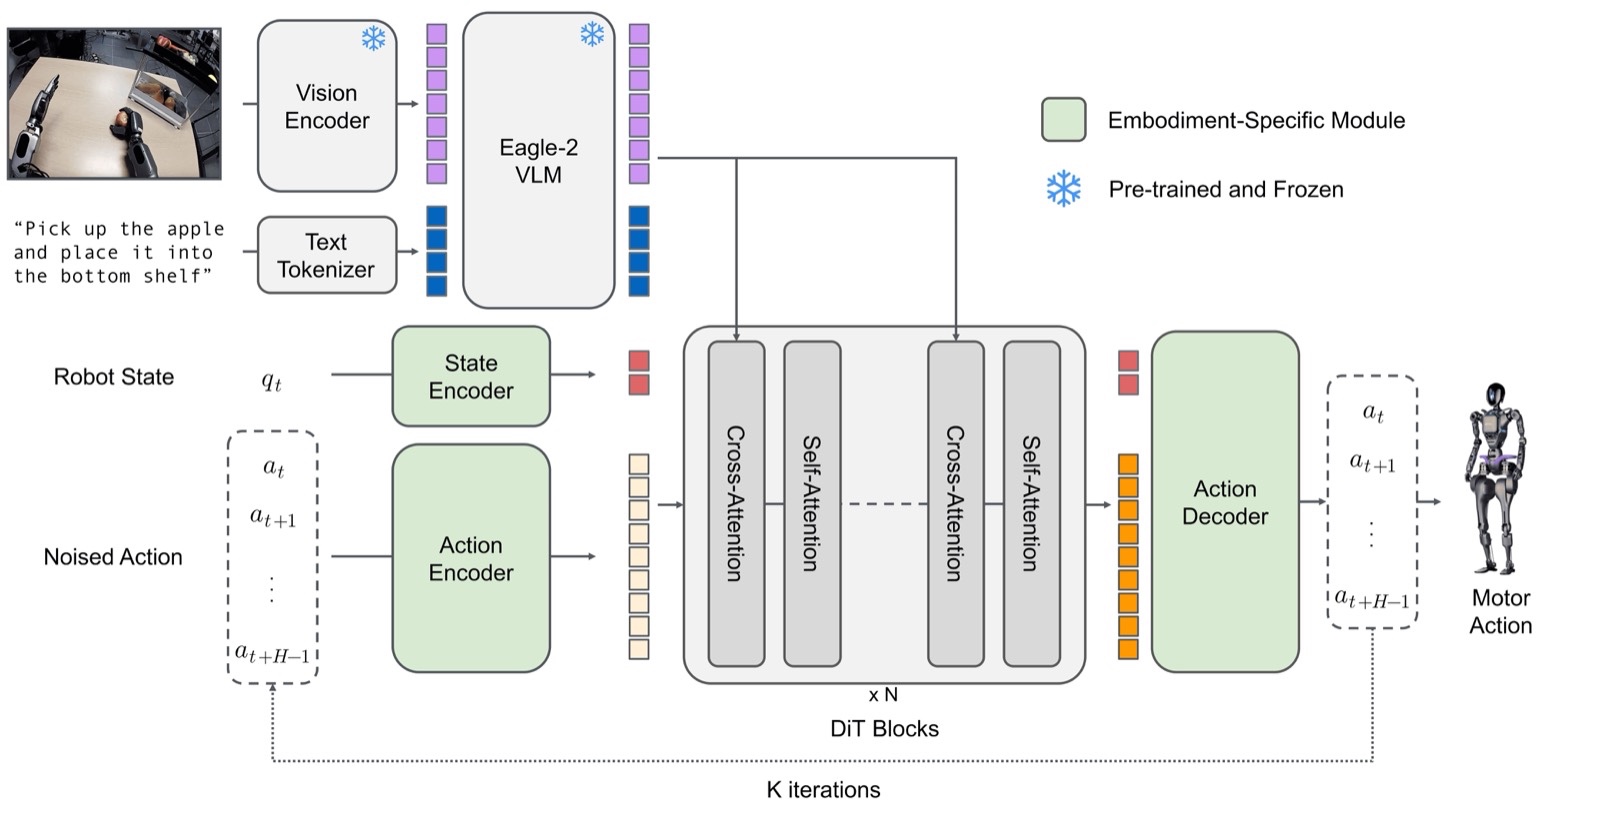 Vision
Encoder
Eagle-2
VLM
Embodiment-Specific Module
Pre-trained and Frozen
“Pick up the apple
and place it into
the bottom shelf”
Text
Tokenizer
Robot State
q_t
State
Encoder
Noised Action
a_t
a_{t+1}
⋮
a_{t+H−1}
Action
Encoder
Cross-Attention
Self-Attention
Cross-Attention
Self-Attention
x N
DiT Blocks
Action
Decoder
a_t
a_{t+1}
⋮
a_{t+H−1}
Motor
Action
K iterations